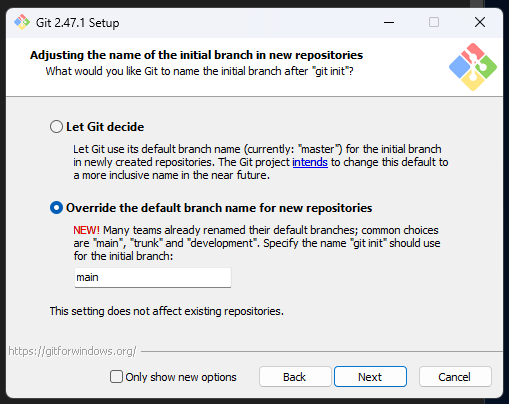 Git 2.47.1 Setup
Adjusting the name of the initial branch in new repositories
What would you like Git to name the initial branch after "git init"?
Let Git decide
Let Git use its default branch name (currently: "master") for the initial branch
in newly created repositories. The Git project intends to change this default to
a more inclusive name in the near future.
Override the default branch name for new repositories
NEW! Many teams already renamed their default branches; common choices
are "main", "trunk" and "development". Specify the name "git init" should use
for the initial branch:
main
This setting does not affect existing repositories.
https://gitforwindows.org/
Only show new options
Back
Next
Cancel